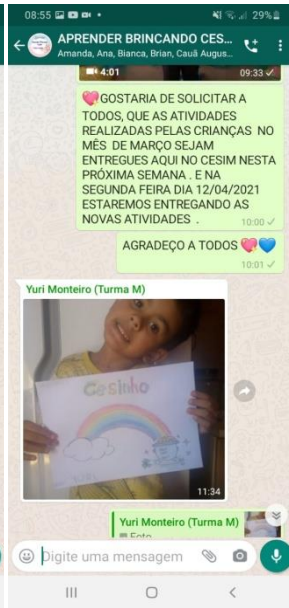 08:55 29%
APRENDER BRINCANDO CES...
Amanda, Ana, Bianca, Brian, Cauã Augus...
4:01 09:33
GOSTARIA DE SOLICITAR A
TODOS, QUE AS ATIVIDADES
REALIZADAS PELAS CRIANÇAS NO
MÊS DE MARÇO SEJAM
ENTREGUES AQUI NO CESIM NESTA
PRÓXIMA SEMANA . E NA
SEGUNDA FEIRA DIA 12/04/2021
ESTAREMOS ENTREGANDO AS
NOVAS ATIVIDADES .
10:00
AGRADEÇO A TODOS
10:01
Yuri Monteiro (Turma M)
Cesinho
11:34
Yuri Monteiro (Turma M)
Foto
Digite uma mensagem